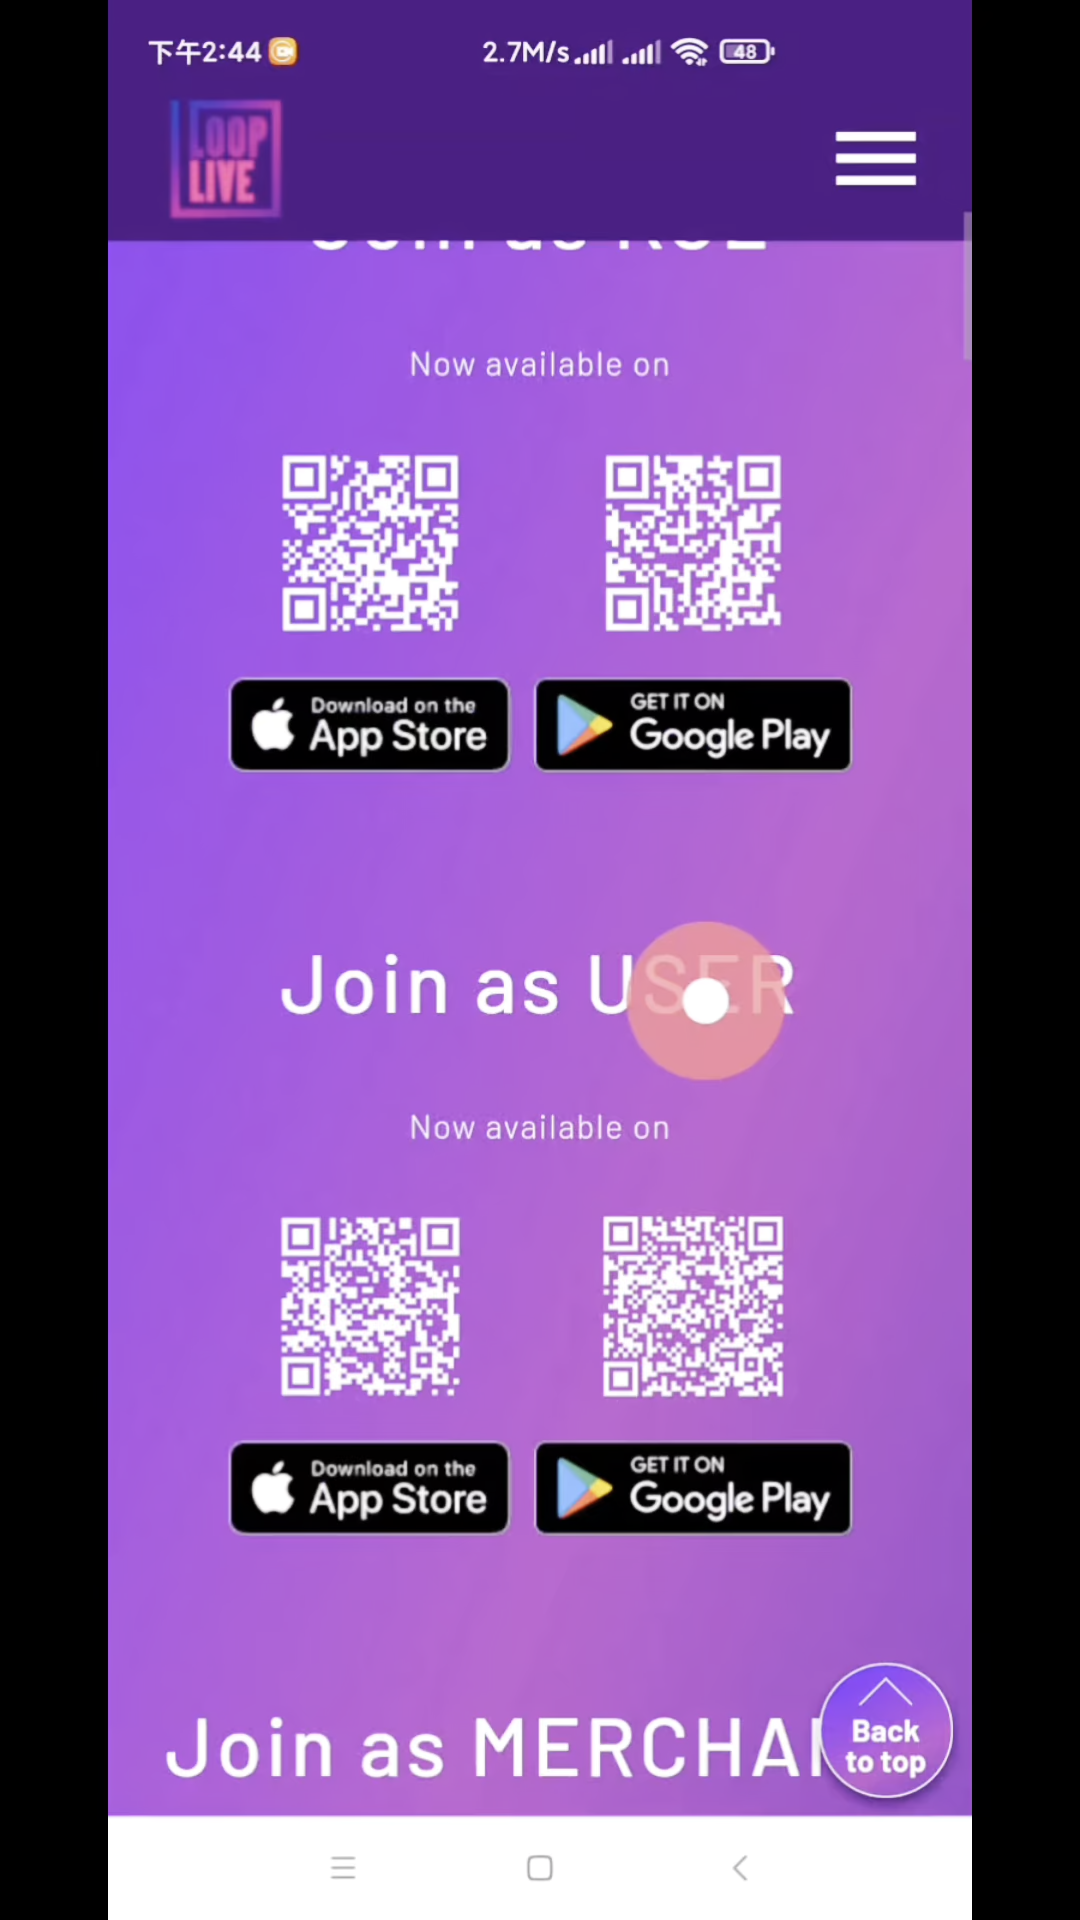 下午2:44 2.7M/s 48
LOOP
LIVE
Now available on
Download on the
App Store
GET IT ON
Google Play
Join as USER
Now available on
Download on the
App Store
GET IT ON
Google Play
Join as
Back
to top